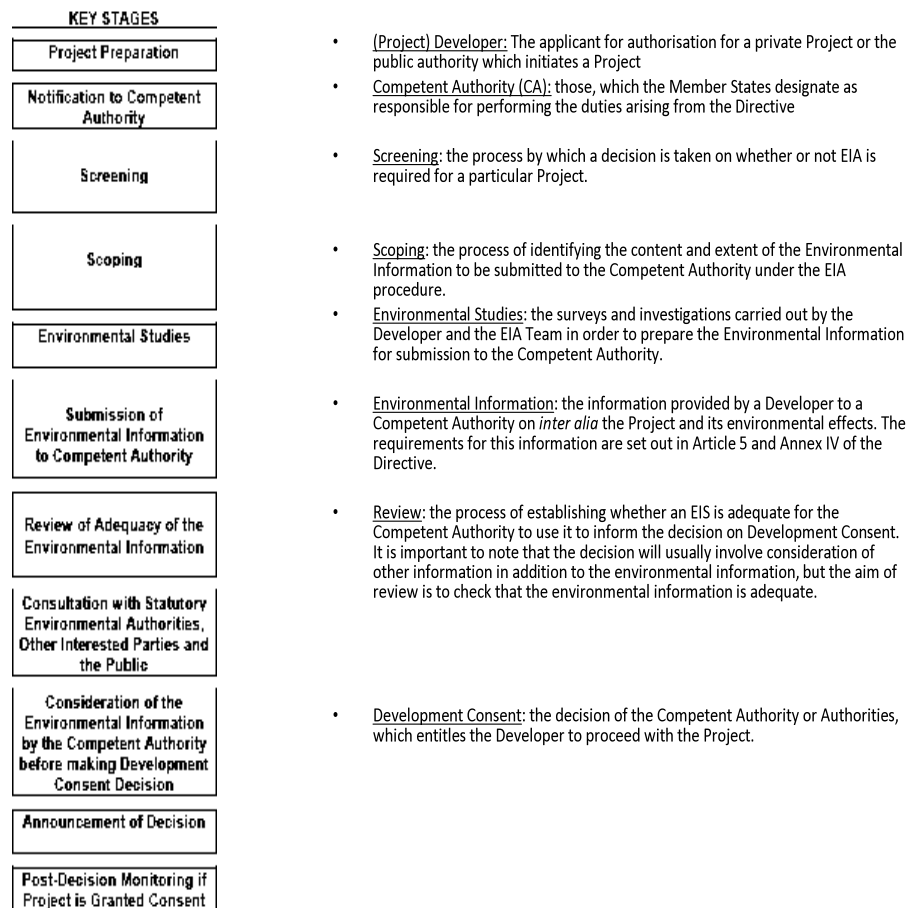 KEY STAGES
Project Preparation
Notification to Competent
Authority
Screening
Scoping
Environmental Studies
Submission of
Environmental Information
to Competent Authority
Review of Adequacy of the
Environmental Information
Consultation with Statutory
Environmental Authorities,
Other Interested Parties and
the Public
Consideration of the
Environmental Information
by the Competent Authority
before making Development
Consent Decision
Announcement of Decision
Post-Decision Monitoring if
Project is Granted Consent
• (Project) Developer: The applicant for authorisation for a private Project or the
public authority which initiates a Project
• Competent Authority (CA): those, which the Member States designate as
responsible for performing the duties arising from the Directive
• Screening: the process by which a decision is taken on whether or not EIA is
required for a particular Project.
• Scoping: the process of identifying the content and extent of the Environmental
Information to be submitted to the Competent Authority under the EIA
procedure.
• Environmental Studies: the surveys and investigations carried out by the
Developer and the EIA Team in order to prepare the Environmental Information
for submission to the Competent Authority.
• Environmental Information: the information provided by a Developer to a
Competent Authority on inter alia the Project and its environmental effects. The
requirements for this information are set out in Article 5 and Annex IV of the
Directive.
• Review: the process of establishing whether an EIS is adequate for the
Competent Authority to use it to inform the decision on Development Consent.
It is important to note that the decision will usually involve consideration of
other information in addition to the environmental information, but the aim of
review is to check that the environmental information is adequate.
• Development Consent: the decision of the Competent Authority or Authorities,
which entitles the Developer to proceed with the Project.